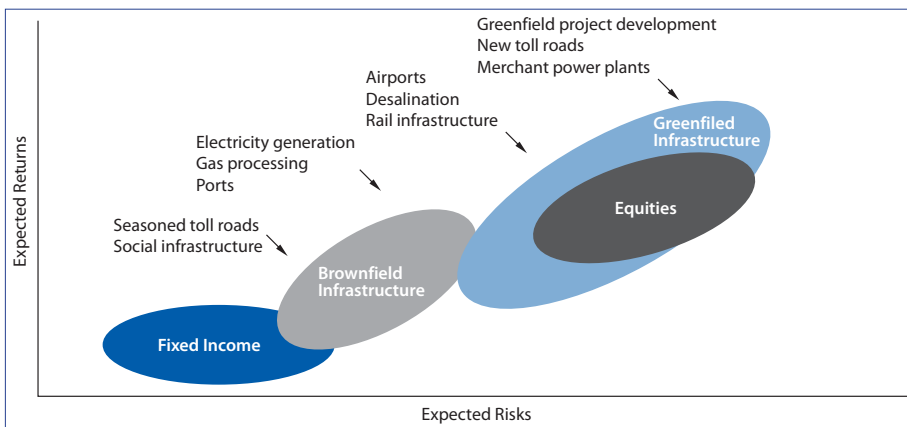 Greenfield project development
New toll roads
Merchant power plants
Airports
Desalination
Rail infrastructure
Electricity generation
Gas processing
Ports
Seasoned toll roads
Social infrastructure
Greenfiled
Infrastructure
Equities
Brownfield
Infrastructure
Fixed Income
Expected Returns
Expected Risks